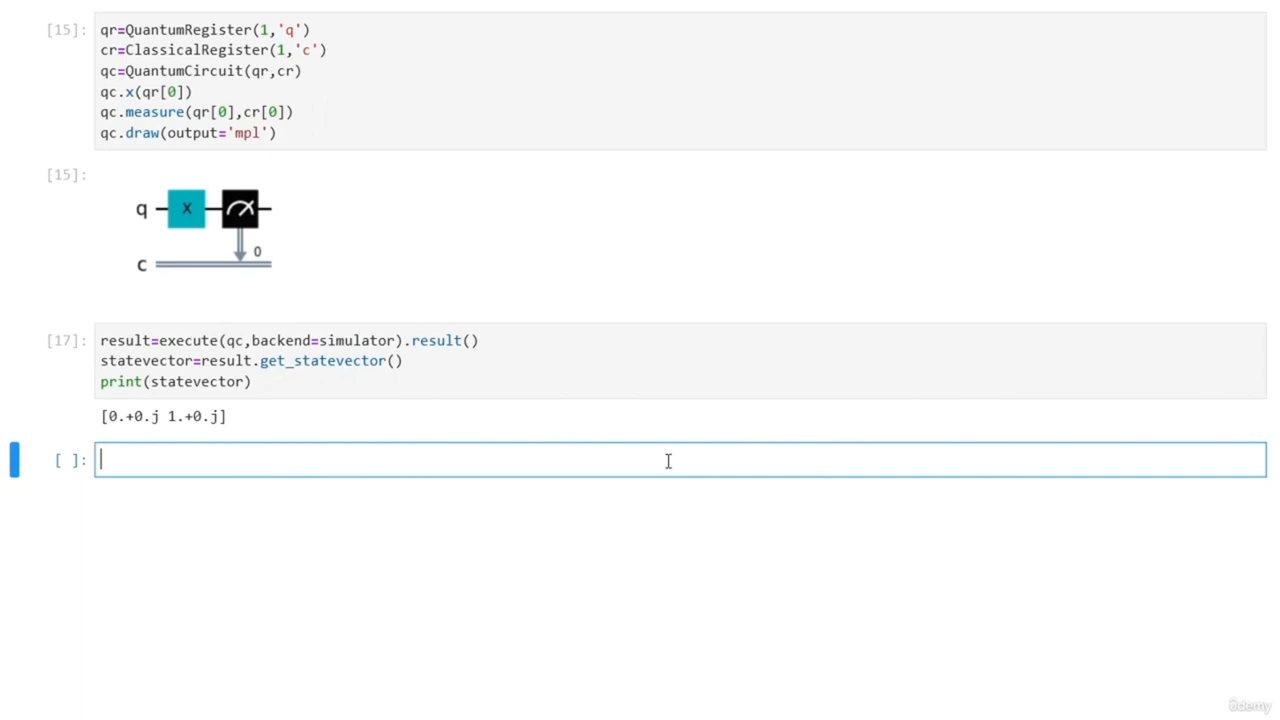 [15]: qr=QuantumRegister(1,'q')
cr=ClassicalRegister(1,'c')
qc=QuantumCircuit(qr,cr)
qc.x(qr[0])
qc.measure(qr[0],cr[0])
qc.draw(output='mpl')
[15]:
q X
0
c
[17]: result=execute(qc,backend=simulator).result()
statevector=result.get_statevector()
print(statevector)
[0.+0.j 1.+0.j]
[ ]:
ûdemy